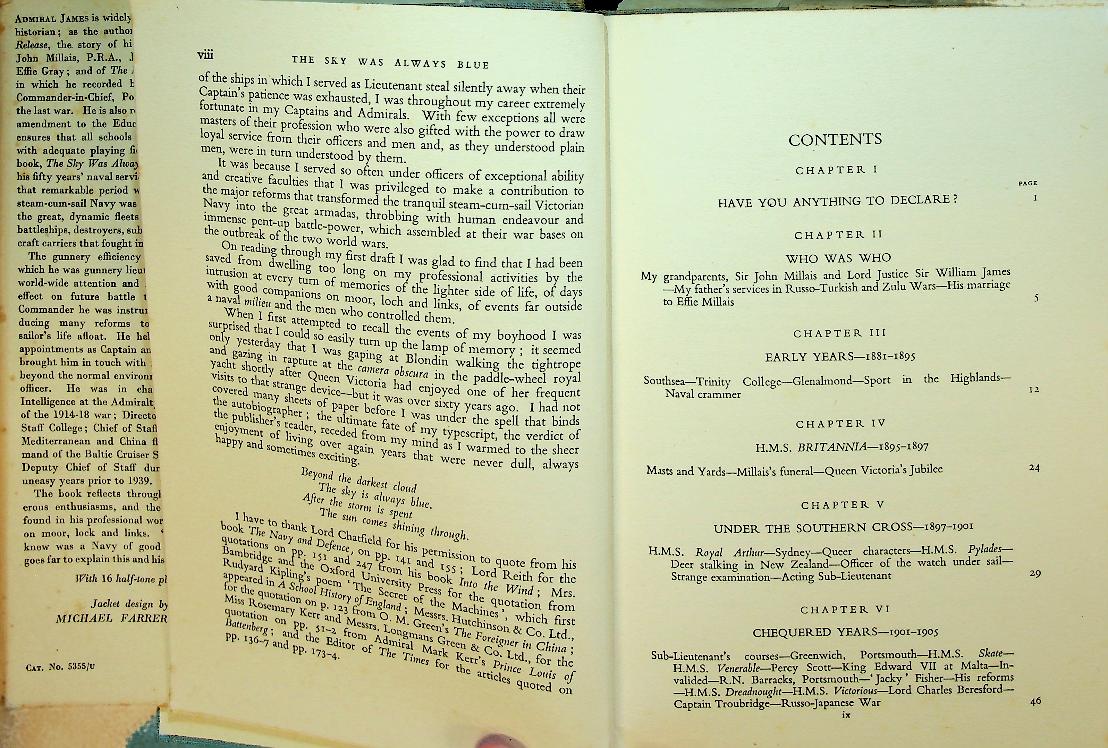 ADMIRAL JAMES is widely
historian; as the author
Release, the story of hi
John Millais, P.R.A., J
Effie Gray; and of The
in which he recorded h
Commander-in-Chief, Po
the last war. He is also r
amendment to the Educ
ensures that all schools
with adequate playing fi
book, The Sky Was Alway
his fifty years' naval servi
that remarkable period w
steam-cum-sail Navy was
the great, dynamic fleets
battleships, destroyers, sub
craft carriers that fought in
The gunnery efficiency
which he was gunnery lieut
world-wide attention and
effect on future battle t
Commander he was instru
ducing many reforms to
sailor's life afloat. He hel
appointments as Captain an
brought him in touch with
beyond the normal environ
officer. He was in cha
Intelligence at the Admiralt
of the 1914-18 war; Directo
Staff College; Chief of Staff
Mediterranean and China fl
mand of the Baltic Cruiser S
Deputy Chief of Staff dur
uneasy years prior to 1939.
The book reflects through
erous enthusiasms, and the
found in his professional wor
on moor, lock and links. '
knew was a Navy of good
goes far to explain this and his
With 16 half-tone pl
Jacket design by
MICHAEL FARRER
CAT. No. 5355/U
viii THE SKY WAS ALWAYS BLUE
of the ships in which I served as Lieutenant steal silently away when their
Captain's patience was exhausted, I was throughout my career extremely
fortunate in my Captains and Admirals. With few exceptions all were
masters of their profession who were also gifted with the power to draw
loyal service from their officers and men and, as they understood plain
men, were in turn understood by them.
It was because I served so often under officers of exceptional ability
and creative faculties that I was privileged to make a contribution to
the major reforms that transformed the tranquil steam-cum-sail Victorian
Navy into the great armadas, throbbing with human endeavour and
immense pent-up battle-power, which assembled at their war bases on
the outbreak of the two world wars.
On reading through my first draft I was glad to find that I had been
saved from dwelling too long on my professional activities by the
intrusion at every turn of memories of the lighter side of life, of days
with good companions on moor, loch and links, of events far outside
a naval milieu and the men who controlled them.
When I first attempted to recall the events of my boyhood I was
surprised that I could so easily turn up the lamp of memory; it seemed
only yesterday that I was gaping at Blondin walking the tightrope
and gazing in rapture at the camera obscura in the paddle-wheel royal
yacht shortly after Queen Victoria had enjoyed one of her frequent
visits to that strange device—but it was over sixty years ago. I had not
covered many sheets of paper before I was under the spell that binds
the autobiographer; the ultimate fate of my typescript, the verdict of
the publisher's reader, receded from my mind as I warmed to the sheer
enjoyment of living over again years that were never dull, always
happy and sometimes exciting.
Beyond the darkest cloud
The sky is always blue.
After the storm is spent
The sun comes shining through.
I have to thank Lord Chatfield for his permission to quote from his
book The Navy and Defence, on pp. 141 and 155; Lord Reith for the
quotations on pp. 151 and 247 from his book Into the Wind; Mrs.
Bambridge and the Oxford University Press for the quotation from
Rudyard Kipling's poem 'The Secret of the Machines', which first
appeared in A School History of England; Messrs. Hutchinson & Co. Ltd.,
for the quotation on p. 123 from O. M. Green's The Foreigner in China;
Miss Rosemary Kerr and Messrs. Longmans Green & Co. Ltd., for the
quotation on pp. 51-2 from Admiral Mark Kerr's Prince Louis of
Battenberg; and the Editor of The Times for the articles quoted on
pp. 136-7 and pp. 173-4.
CONTENTS
CHAPTER I
PAGE
HAVE YOU ANYTHING TO DECLARE? 1
CHAPTER II
WHO WAS WHO
My grandparents, Sir John Millais and Lord Justice Sir William James
—My father's services in Russo-Turkish and Zulu Wars—His marriage
to Effie Millais 5
CHAPTER III
EARLY YEARS—1881-1895
Southsea—Trinity College—Glenalmond—Sport in the Highlands—
Naval crammer 12
CHAPTER IV
H.M.S. BRITANNIA—1895-1897
Masts and Yards—Millais's funeral—Queen Victoria's Jubilee 24
CHAPTER V
UNDER THE SOUTHERN CROSS—1897-1901
H.M.S. Royal Arthur—Sydney—Queer characters—H.M.S. Pylades—
Deer stalking in New Zealand—Officer of the watch under sail—
Strange examination—Acting Sub-Lieutenant 29
CHAPTER VI
CHEQUERED YEARS—1901-1905
Sub-Lieutenant's courses—Greenwich, Portsmouth—H.M.S. Skate—
H.M.S. Venerable—Percy Scott—King Edward VII at Malta—In-
valided—R.N. Barracks, Portsmouth—'Jacky' Fisher—His reforms
—H.M.S. Dreadnought—H.M.S. Victorious—Lord Charles Beresford—
Captain Troubridge—Russo-Japanese War 46
ix